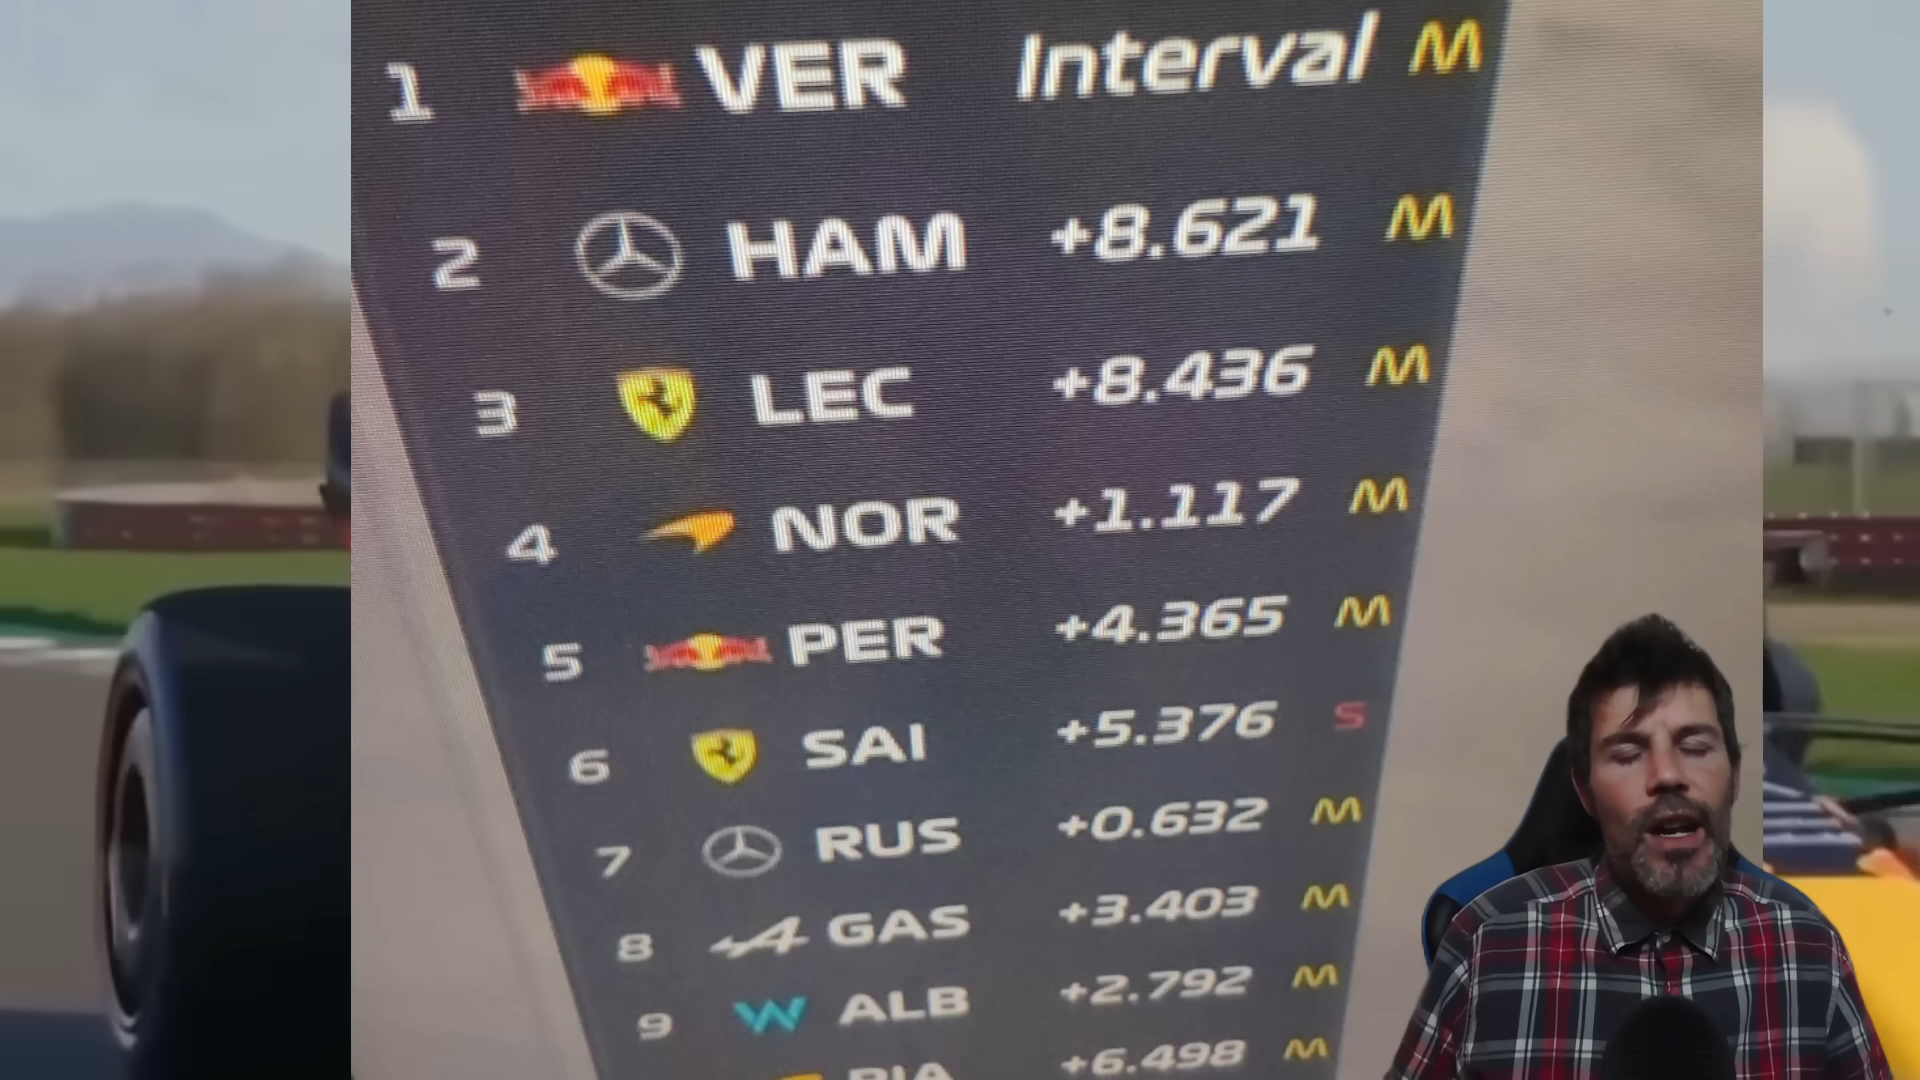 1 VER Interval M
2 HAM +8.621 M
3 LEC +8.436 M
4 NOR +1.117 M
5 PER +4.365 M
6 SAI +5.376 S
7 RUS +0.632 M
8 GAS +3.403 M
9 ALB +2.792 M
PIA +6.498 M